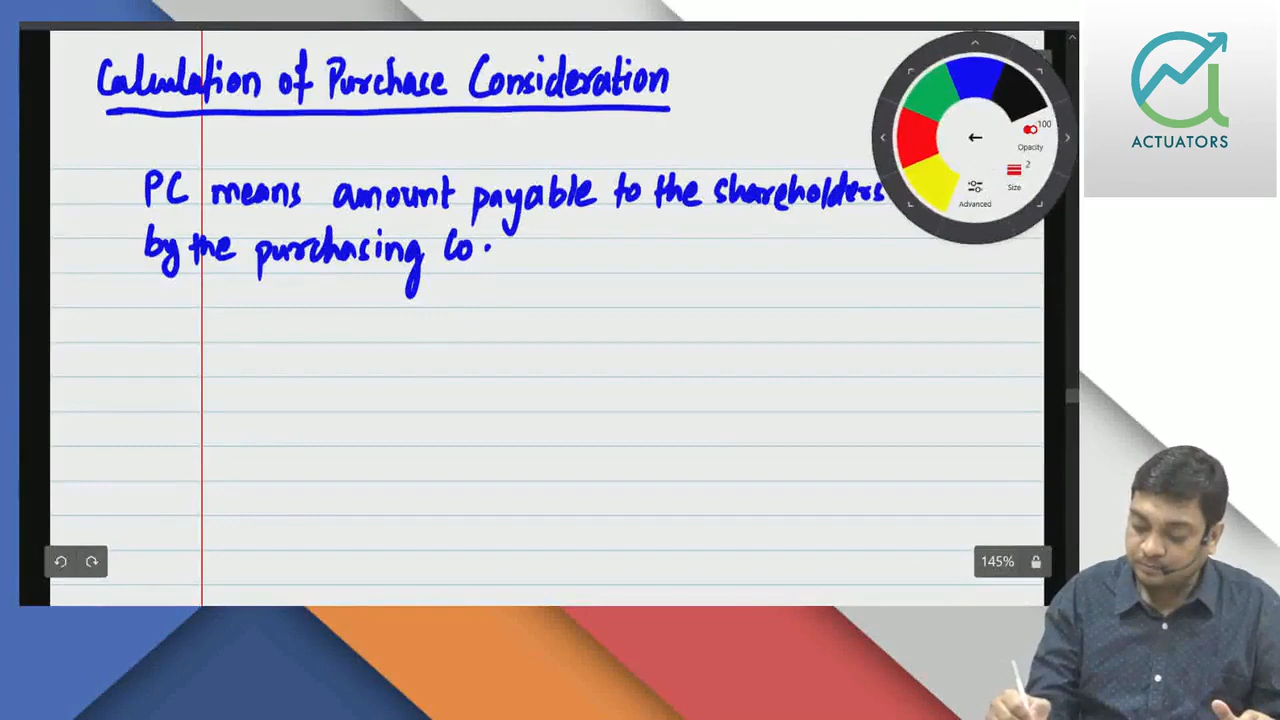 Calculation of Purchase Consideration
PC means amount payable to the shareholders
by the purchasing Co.
100
Opacity
2
Size
Advanced
145%
ACTUATORS